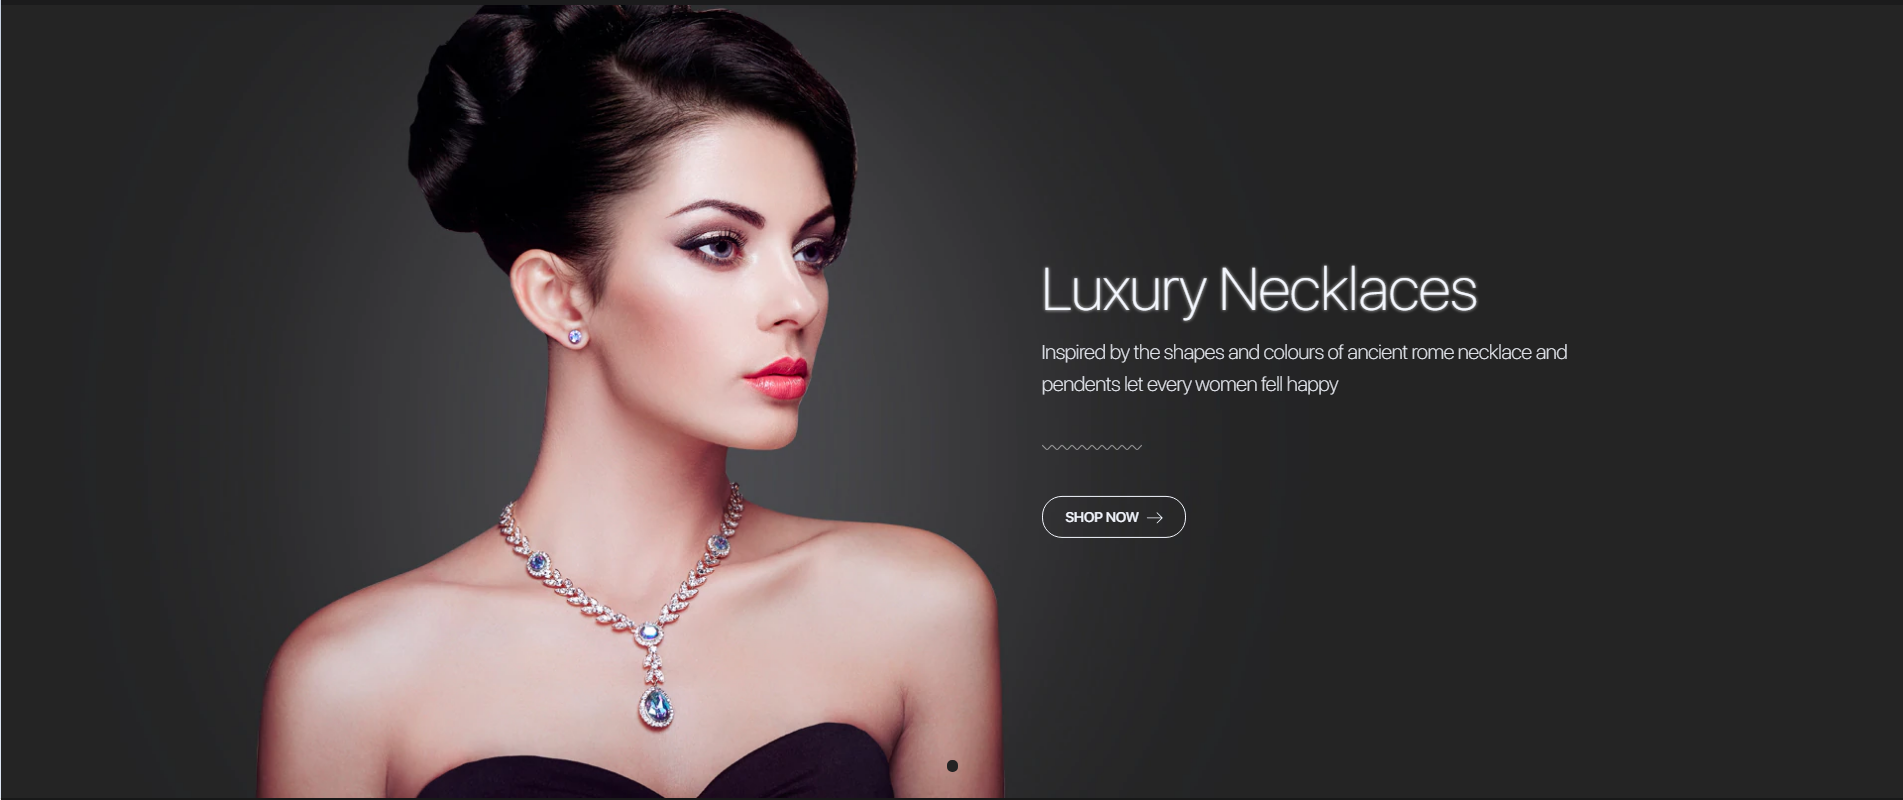 Luxury Necklaces
Inspired by the shapes and colours of ancient rome necklace and
pendents let every women fell happy
SHOP NOW